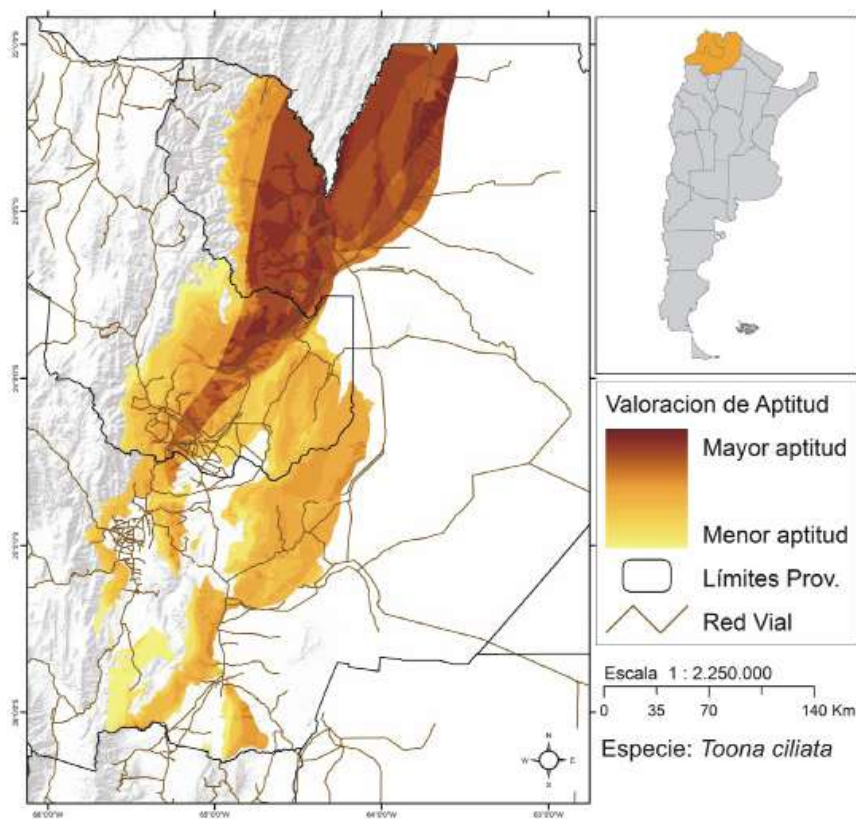 Valoracion de Aptitud
Mayor aptitud
Menor aptitud
Límites Prov.
Red Vial
Escala 1 : 2.250.000
0 35 70 140 Km
Especie: Toona ciliata
N
W E
S
66°0'0"W 65°0'0"W 64°0'0"W 63°0'0"W